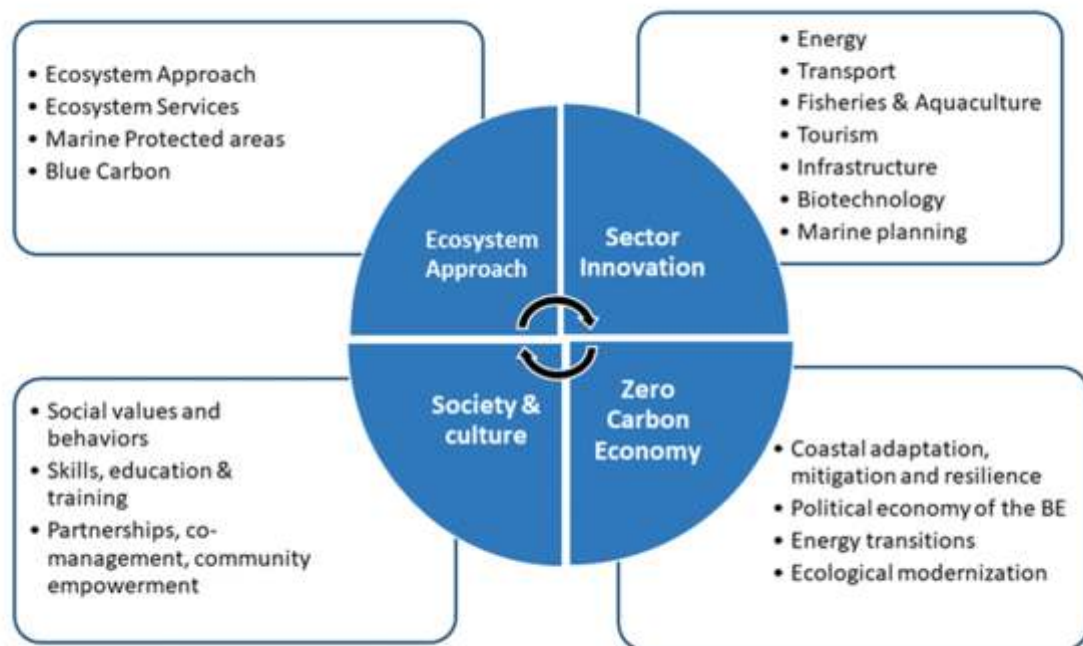 • Ecosystem Approach
• Ecosystem Services
• Marine Protected areas
• Blue Carbon
• Energy
• Transport
• Fisheries & Aquaculture
• Tourism
• Infrastructure
• Biotechnology
• Marine planning
Ecosystem
Approach
Sector
Innovation
Society &
culture
Zero
Carbon
Economy
• Social values and
behaviors
• Skills, education &
training
• Partnerships, co-
management, community
empowerment
• Coastal adaptation,
mitigation and resilience
• Political economy of the BE
• Energy transitions
• Ecological modernization